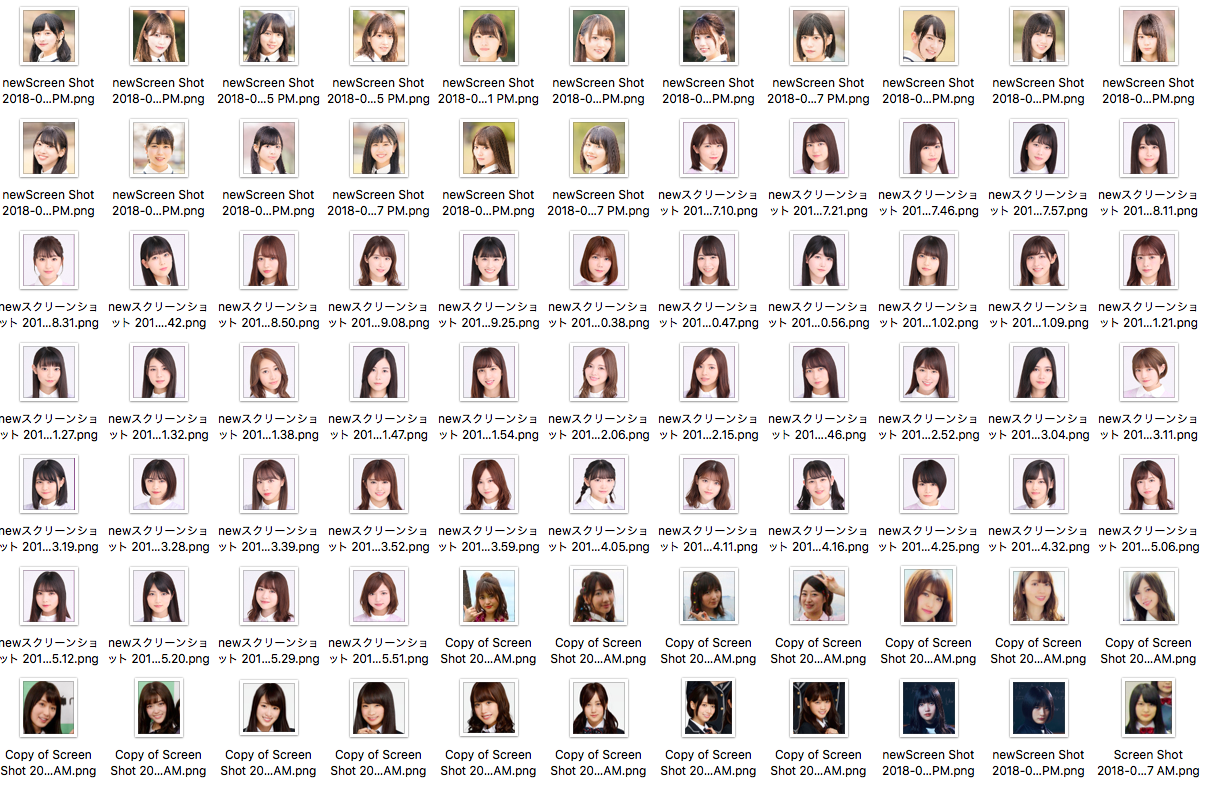 newScreen Shot newScreen Shot newScreen Shot newScreen Shot newScreen Shot newScreen Shot newScreen Shot newScreen Shot newScreen Shot newScreen Shot newScreen Shot
2018-0...PM.png 2018-0...PM.png 2018-0...5 PM.png 2018-0...5 PM.png 2018-0...1 PM.png 2018-0...PM.png 2018-0...PM.png 2018-0...7 PM.png 2018-0...PM.png 2018-0...PM.png 2018-0...PM.png
newScreen Shot newScreen Shot newScreen Shot newScreen Shot newScreen Shot newScreen Shot newスクリーンショ newスクリーンショ newスクリーンショ newスクリーンショ newスクリーンショ
2018-0...PM.png 2018-0...PM.png 2018-0...PM.png 2018-0...7 PM.png 2018-0...PM.png 2018-0...7 PM.png ット 201...7.10.png ット 201...7.21.png ット 201...7.46.png ット 201...7.57.png ット 201...8.11.png
newスクリーンショ newスクリーンショ newスクリーンショ newスクリーンショ newスクリーンショ newスクリーンショ newスクリーンショ newスクリーンショ newスクリーンショ newスクリーンショ newスクリーンショ
ット 201...8.31.png ット 201....42.png ット 201...8.50.png ット 201...9.08.png ット 201...9.25.png ット 201...0.38.png ット 201...0.47.png ット 201...0.56.png ット 201...1.02.png ット 201...1.09.png ット 201...1.21.png
newスクリーンショ newスクリーンショ newスクリーンショ newスクリーンショ newスクリーンショ newスクリーンショ newスクリーンショ newスクリーンショ newスクリーンショ newスクリーンショ newスクリーンショ
ット 201...1.27.png ット 201...1.32.png ット 201...1.38.png ット 201...1.47.png ット 201...1.54.png ット 201...2.06.png ット 201...2.15.png ット 201....46.png ット 201...2.52.png ット 201...3.04.png ット 201...3.11.png
newスクリーンショ newスクリーンショ newスクリーンショ newスクリーンショ newスクリーンショ newスクリーンショ newスクリーンショ newスクリーンショ newスクリーンショ newスクリーンショ newスクリーンショ
ット 201...3.19.png ット 201...3.28.png ット 201...3.39.png ット 201...3.52.png ット 201...3.59.png ット 201...4.05.png ット 201...4.11.png ット 201...4.16.png ット 201...4.25.png ット 201...4.32.png ット 201...5.06.png
newスクリーンショ newスクリーンショ newスクリーンショ newスクリーンショ Copy of Screen Copy of Screen Copy of Screen Copy of Screen Copy of Screen Copy of Screen Copy of Screen
ット 201...5.12.png ット 201...5.20.png ット 201...5.29.png ット 201...5.51.png Shot 20...AM.png Shot 20...AM.png Shot 20...AM.png Shot 20...AM.png Shot 20...AM.png Shot 20...AM.png Shot 20...AM.png
Copy of Screen Copy of Screen Copy of Screen Copy of Screen Copy of Screen Copy of Screen Copy of Screen Copy of Screen newScreen Shot newScreen Shot Screen Shot
Shot 20...AM.png Shot 20...AM.png Shot 20...AM.png Shot 20...AM.png Shot 20...AM.png Shot 20...AM.png Shot 20...AM.png Shot 20...AM.png 2018-0...PM.png 2018-0...PM.png 2018-0...7 AM.png